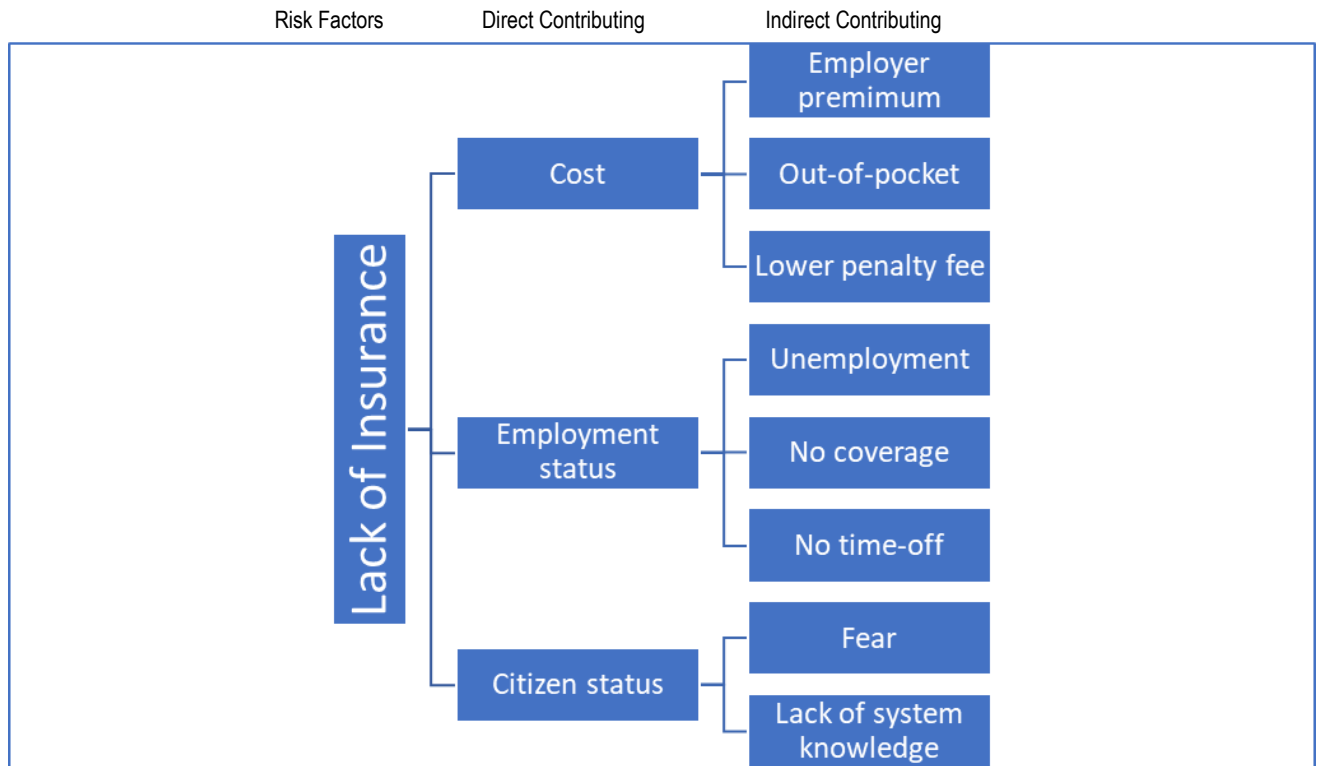 Risk Factors
Direct Contributing
Indirect Contributing
Lack of Insurance
Cost
Employer
premimum
Out-of-pocket
Lower penalty fee
Employment
status
Unemployment
No coverage
No time-off
Citizen status
Fear
Lack of system
knowledge